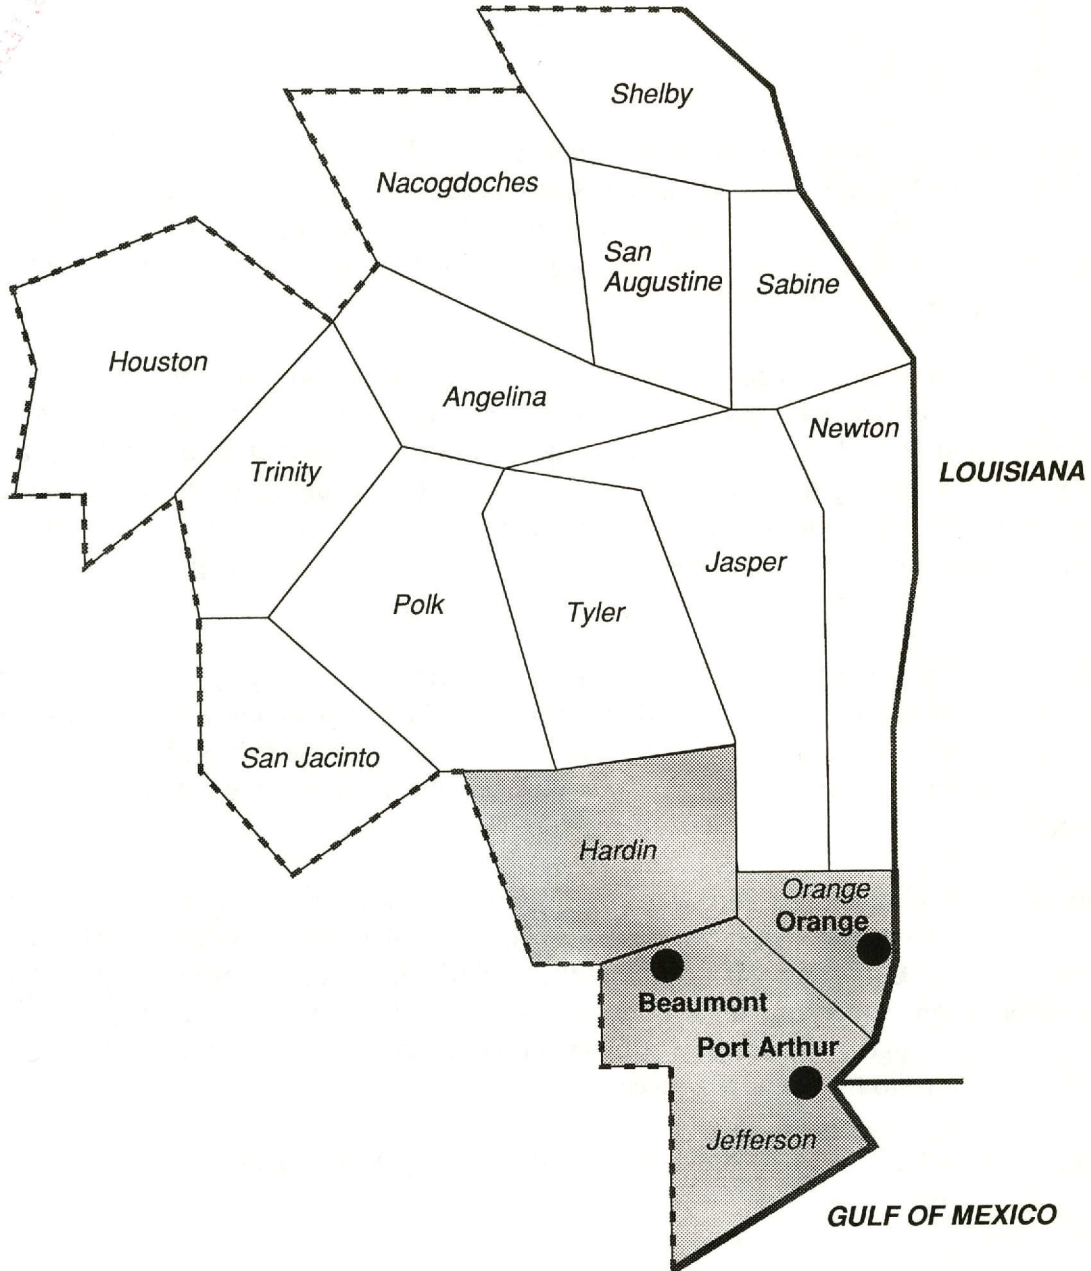 Shelby
Nacogdoches
San
Augustine
Sabine
Houston
Angelina
Newton
Trinity
LOUISIANA
Jasper
Polk
Tyler
San Jacinto
Hardin
Orange
Orange
Beaumont
Port Arthur
Jefferson
GULF OF MEXICO